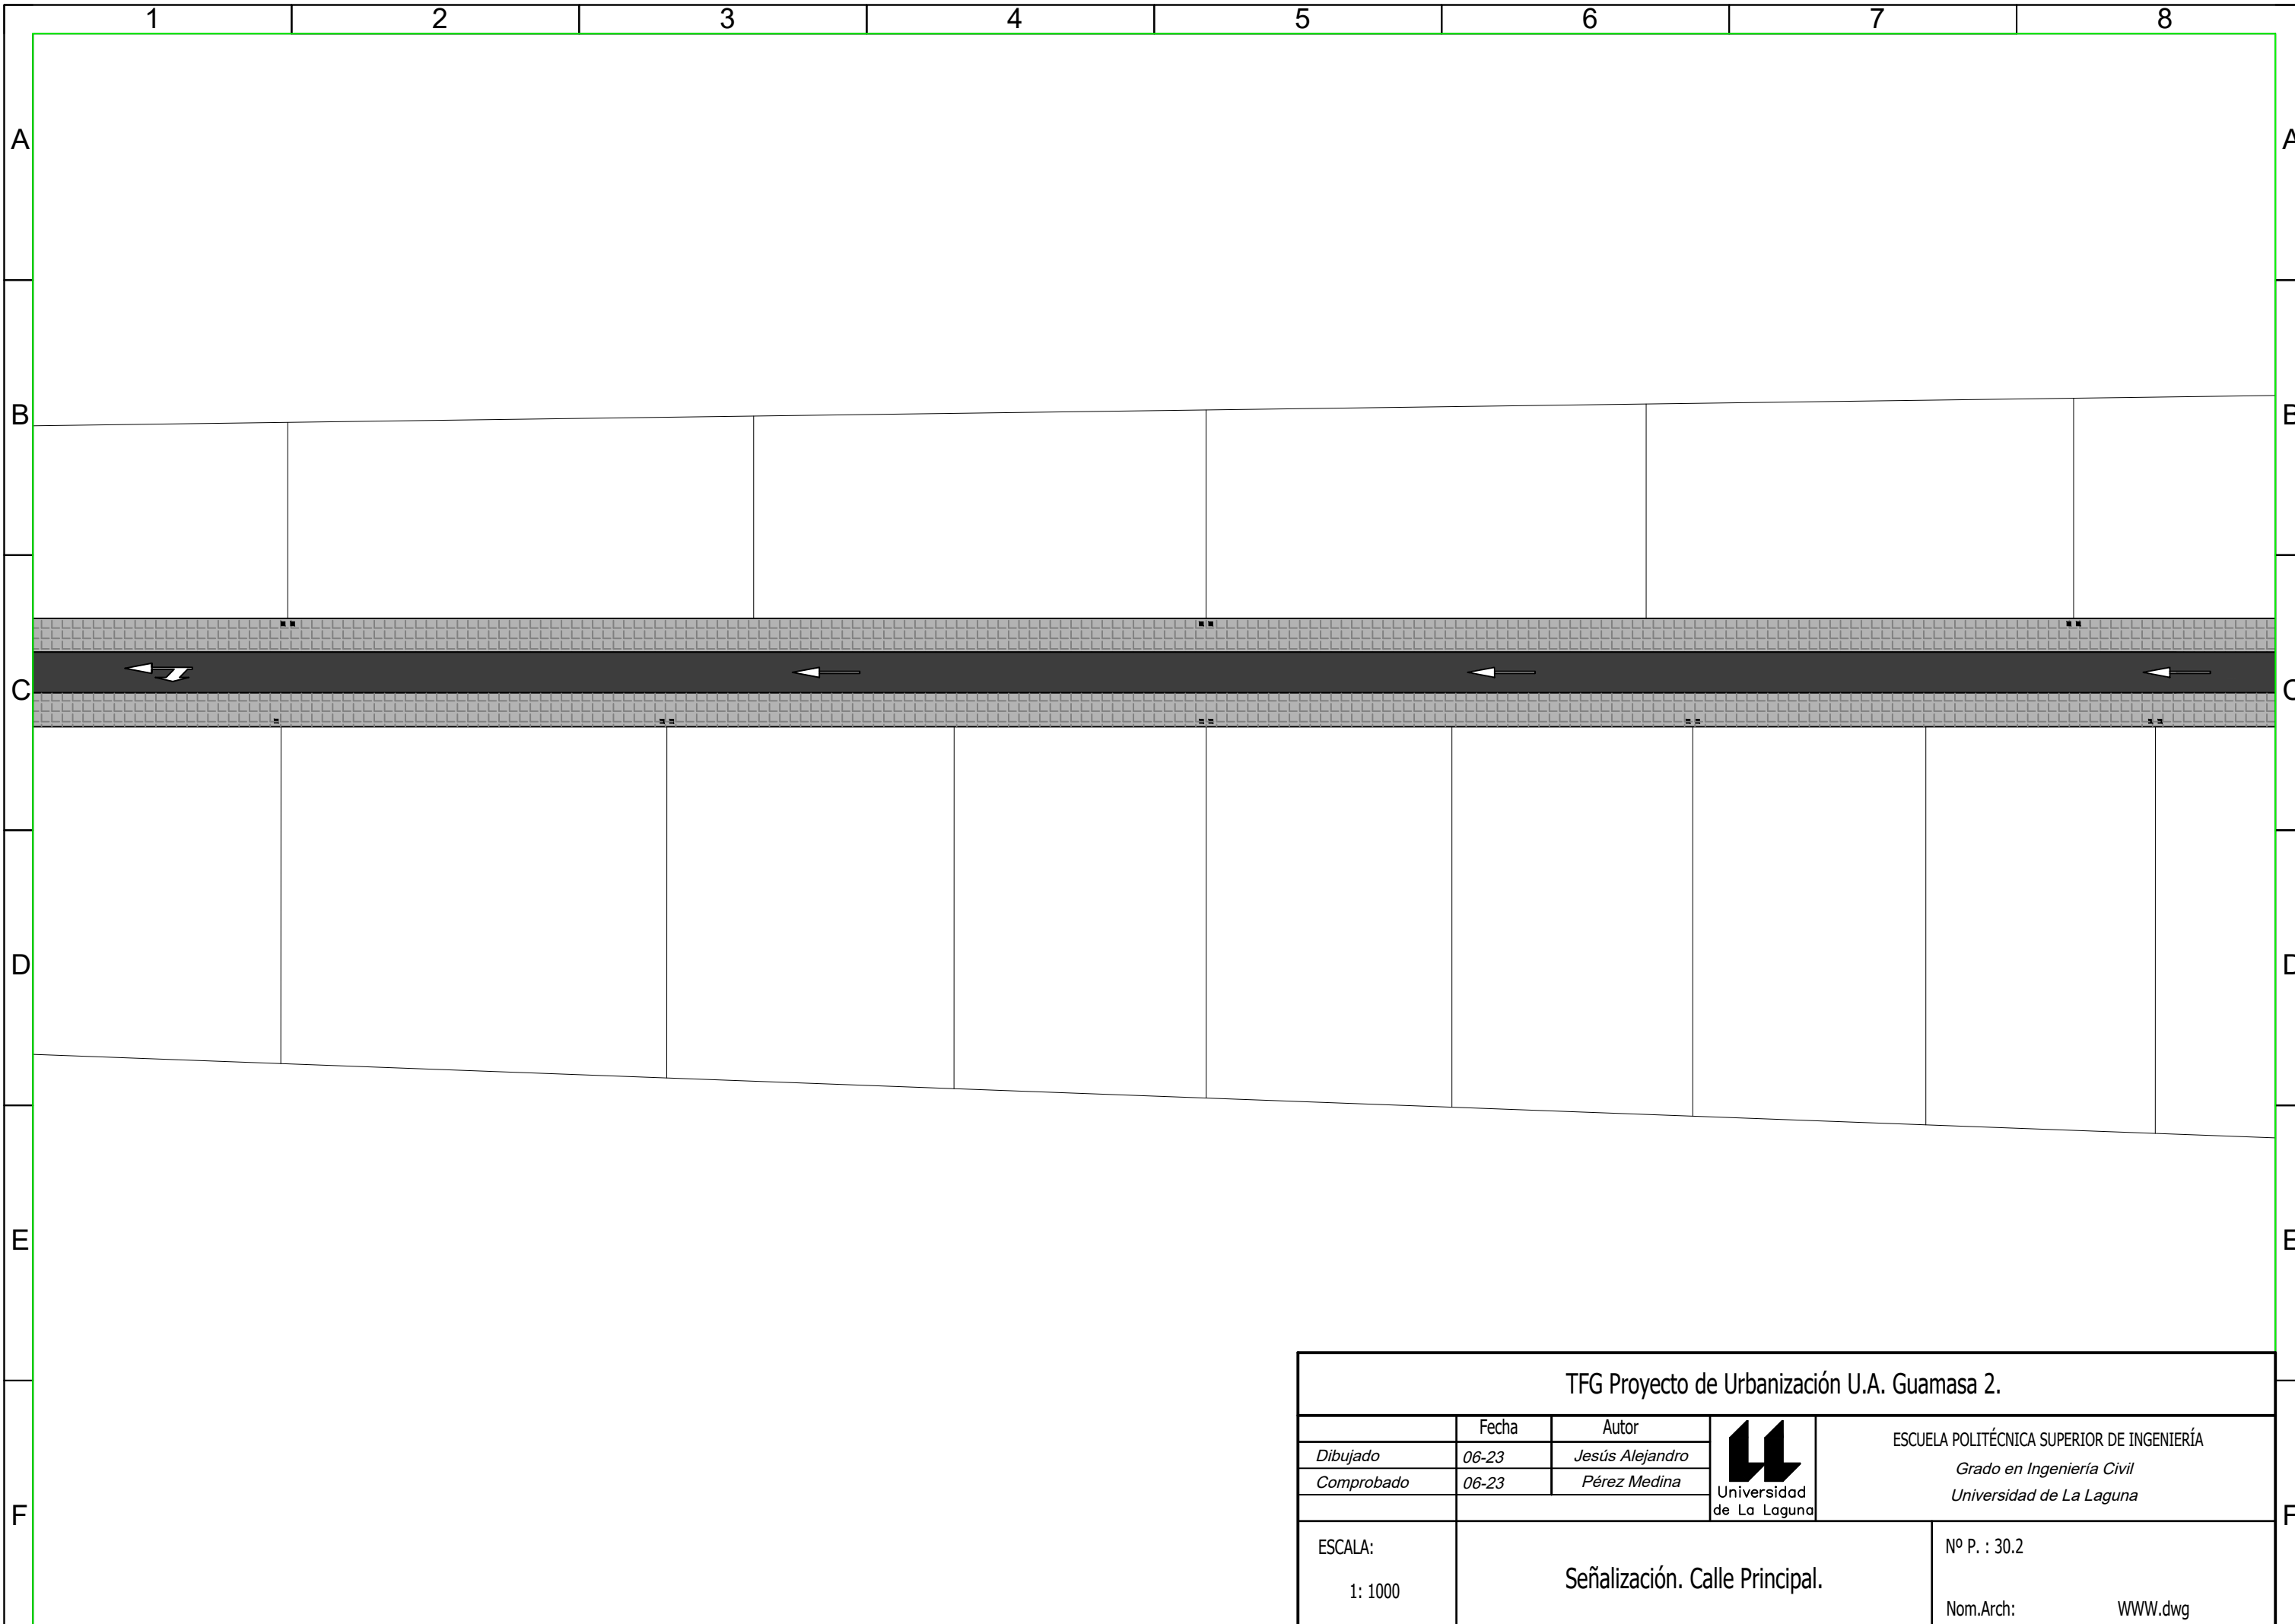 1 2 3 4 5 6 7 8
A A
B B
C C
D D
E E
F F
TFG Proyecto de Urbanización U.A. Guamasa 2.
Fecha Autor
Dibujado 06-23 Jesús Alejandro
Comprobado 06-23 Pérez Medina
Universidad
de La Laguna
ESCUELA POLITÉCNICA SUPERIOR DE INGENIERÍA
Grado en Ingeniería Civil
Universidad de La Laguna
ESCALA:
1: 1000
Señalización. Calle Principal.
Nº P. : 30.2
Nom.Arch: WWW.dwg